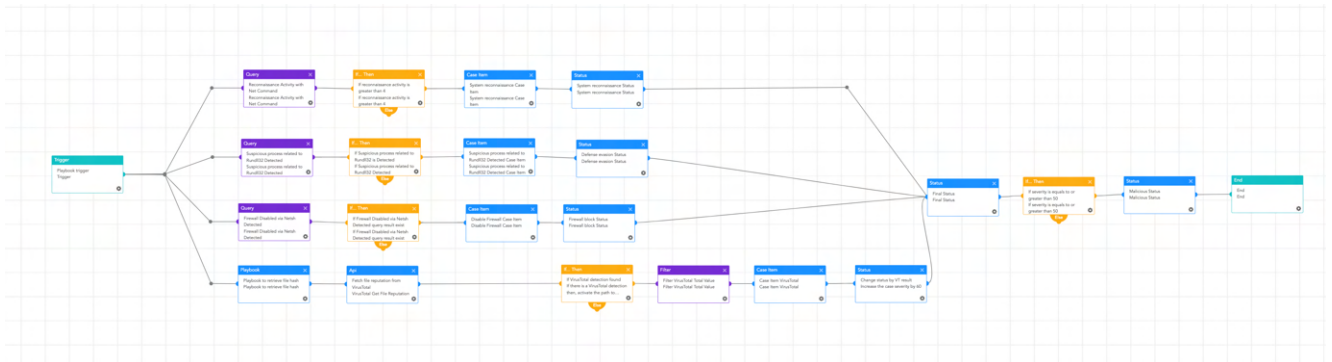 Trigger
Playbook trigger
Trigger
Query
Reconnaissance Activity with
Net Command
Reconnaissance Activity with
Net Command
If... Then
If reconnaissance activity is
greater than 4
If reconnaissance activity is
greater than 4
Else
Case Item
System reconnaissance Case
Item
System reconnaissance Case
Item
Status
System reconnaissance Status
System reconnaissance Status
Query
Suspicious process related to
Rundll32 Detected
Suspicious process related to
Rundll32 Detected
If... Then
If Suspicious process related to
Rundll32 is Detected
If Suspicious process related to
Rundll32 Detected
Else
Case Item
Suspicious process related to
Rundll32 Detected Case Item
Suspicious process related to
Rundll32 Detected Case Item
Status
Defense evasion Status
Defense evasion Status
Query
Firewall Disabled via Netsh
Detected
Firewall Disabled via Netsh
Detected
If... Then
If Firewall Disabled via Netsh
Detected query result exist
If Firewall Disabled via Netsh
Detected query result exist
Else
Case Item
Disable Firewall Case Item
Disable Firewall Case Item
Status
Firewall block Status
Firewall block Status
Playbook
Playbook to retrieve file hash
Playbook to retrieve file hash
Api
Fetch file reputation from
VirusTotal
VirusTotal Get File Reputation
If... Then
If VirusTotal detection found
If there is a VirusTotal detection
then, activate the path to...
Else
Filter
Filter VirusTotal Total Value
Filter VirusTotal Total Value
Case Item
Case Item VirusTotal
Case Item VirusTotal
Status
Change status by VT result
Increase the case severity by 60
Status
Final Status
Final Status
If... Then
If severity is equals to or
greater than 50
If severity is equals to or
greater than 50
Else
Status
Malicious Status
Malicious Status
End
End
End